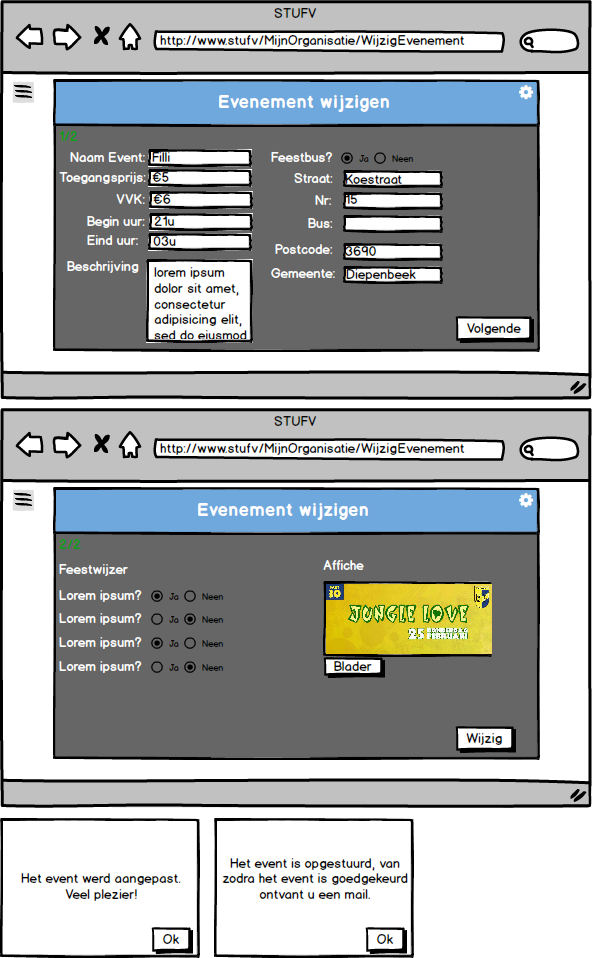 STUFV
http://www.stufv/MijnOrganisatie/WijzigEvenement
Evenement wijzigen
1/2
Naam Event: Filli
Toegangsprijs: €5
VVK: €6
Begin uur: 21u
Eind uur: 03u
Beschrijving
lorem ipsum
dolor sit amet,
consectetur
adipisicing elit,
sed do eiusmod
Feestbus? Ja Neen
Straat: Koestraat
Nr: 15
Bus:
Postcode: 3690
Gemeente: Diepenbeek
Volgende
STUFV
http://www.stufv/MijnOrganisatie/WijzigEvenement
Evenement wijzigen
2/2
Feestwijzer
Lorem ipsum? Ja Neen
Lorem ipsum? Ja Neen
Lorem ipsum? Ja Neen
Lorem ipsum? Ja Neen
Affiche
30
JUNGLE LOVE
25 DONDERDAG
FEBRUARI
Blader
Wijzig
Het event werd aangepast.
Veel plezier!
Ok
Het event is opgestuurd, van
zodra het event is goedgekeurd
ontvant u een mail.
Ok